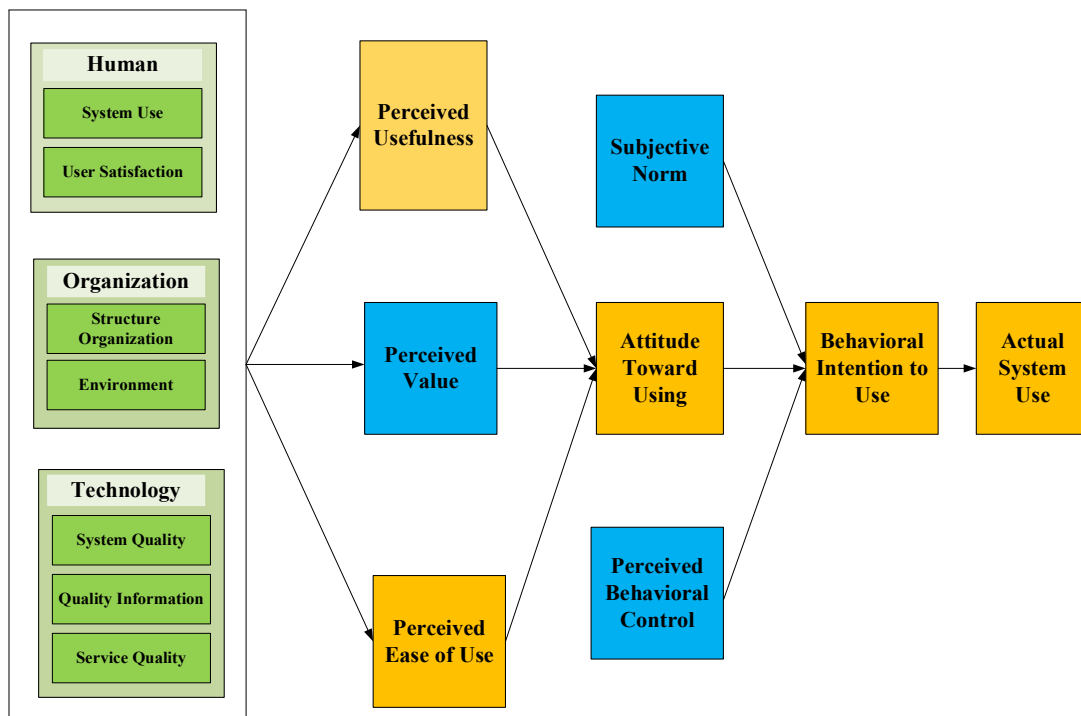 Human
System Use
User Satisfaction
Organization
Structure
Organization
Environment
Technology
System Quality
Quality Information
Service Quality
Perceived
Usefulness
Perceived
Value
Perceived
Ease of Use
Subjective
Norm
Attitude
Toward
Using
Perceived
Behavioral
Control
Behavioral
Intention to
Use
Actual
System
Use